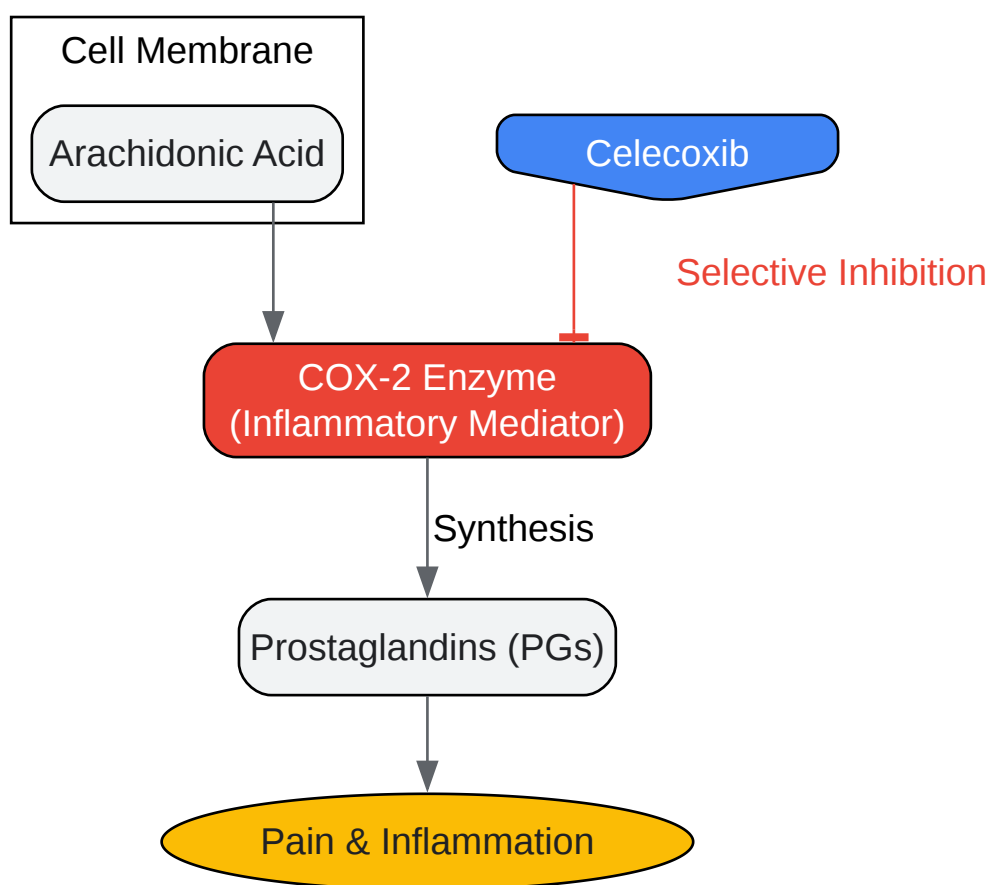 Cell Membrane
Arachidonic Acid
Celecoxib
Selective Inhibition
COX-2 Enzyme
(Inflammatory Mediator)
Synthesis
Prostaglandins (PGs)
Pain & Inflammation